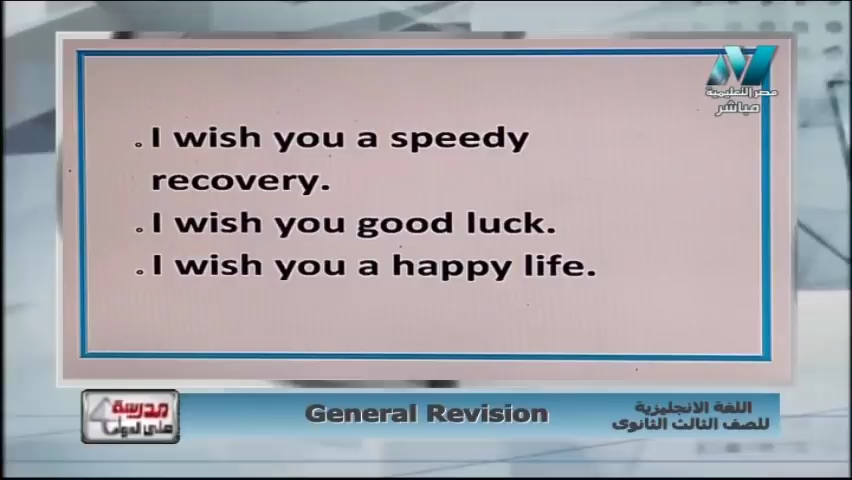 مصر التعليمية
مباشر
. I wish you a speedy
recovery.
. I wish you good luck.
. I wish you a happy life.
مدرسة
على الهواء
General Revision
اللغة الانجليزية
للصف الثالث الثانوى